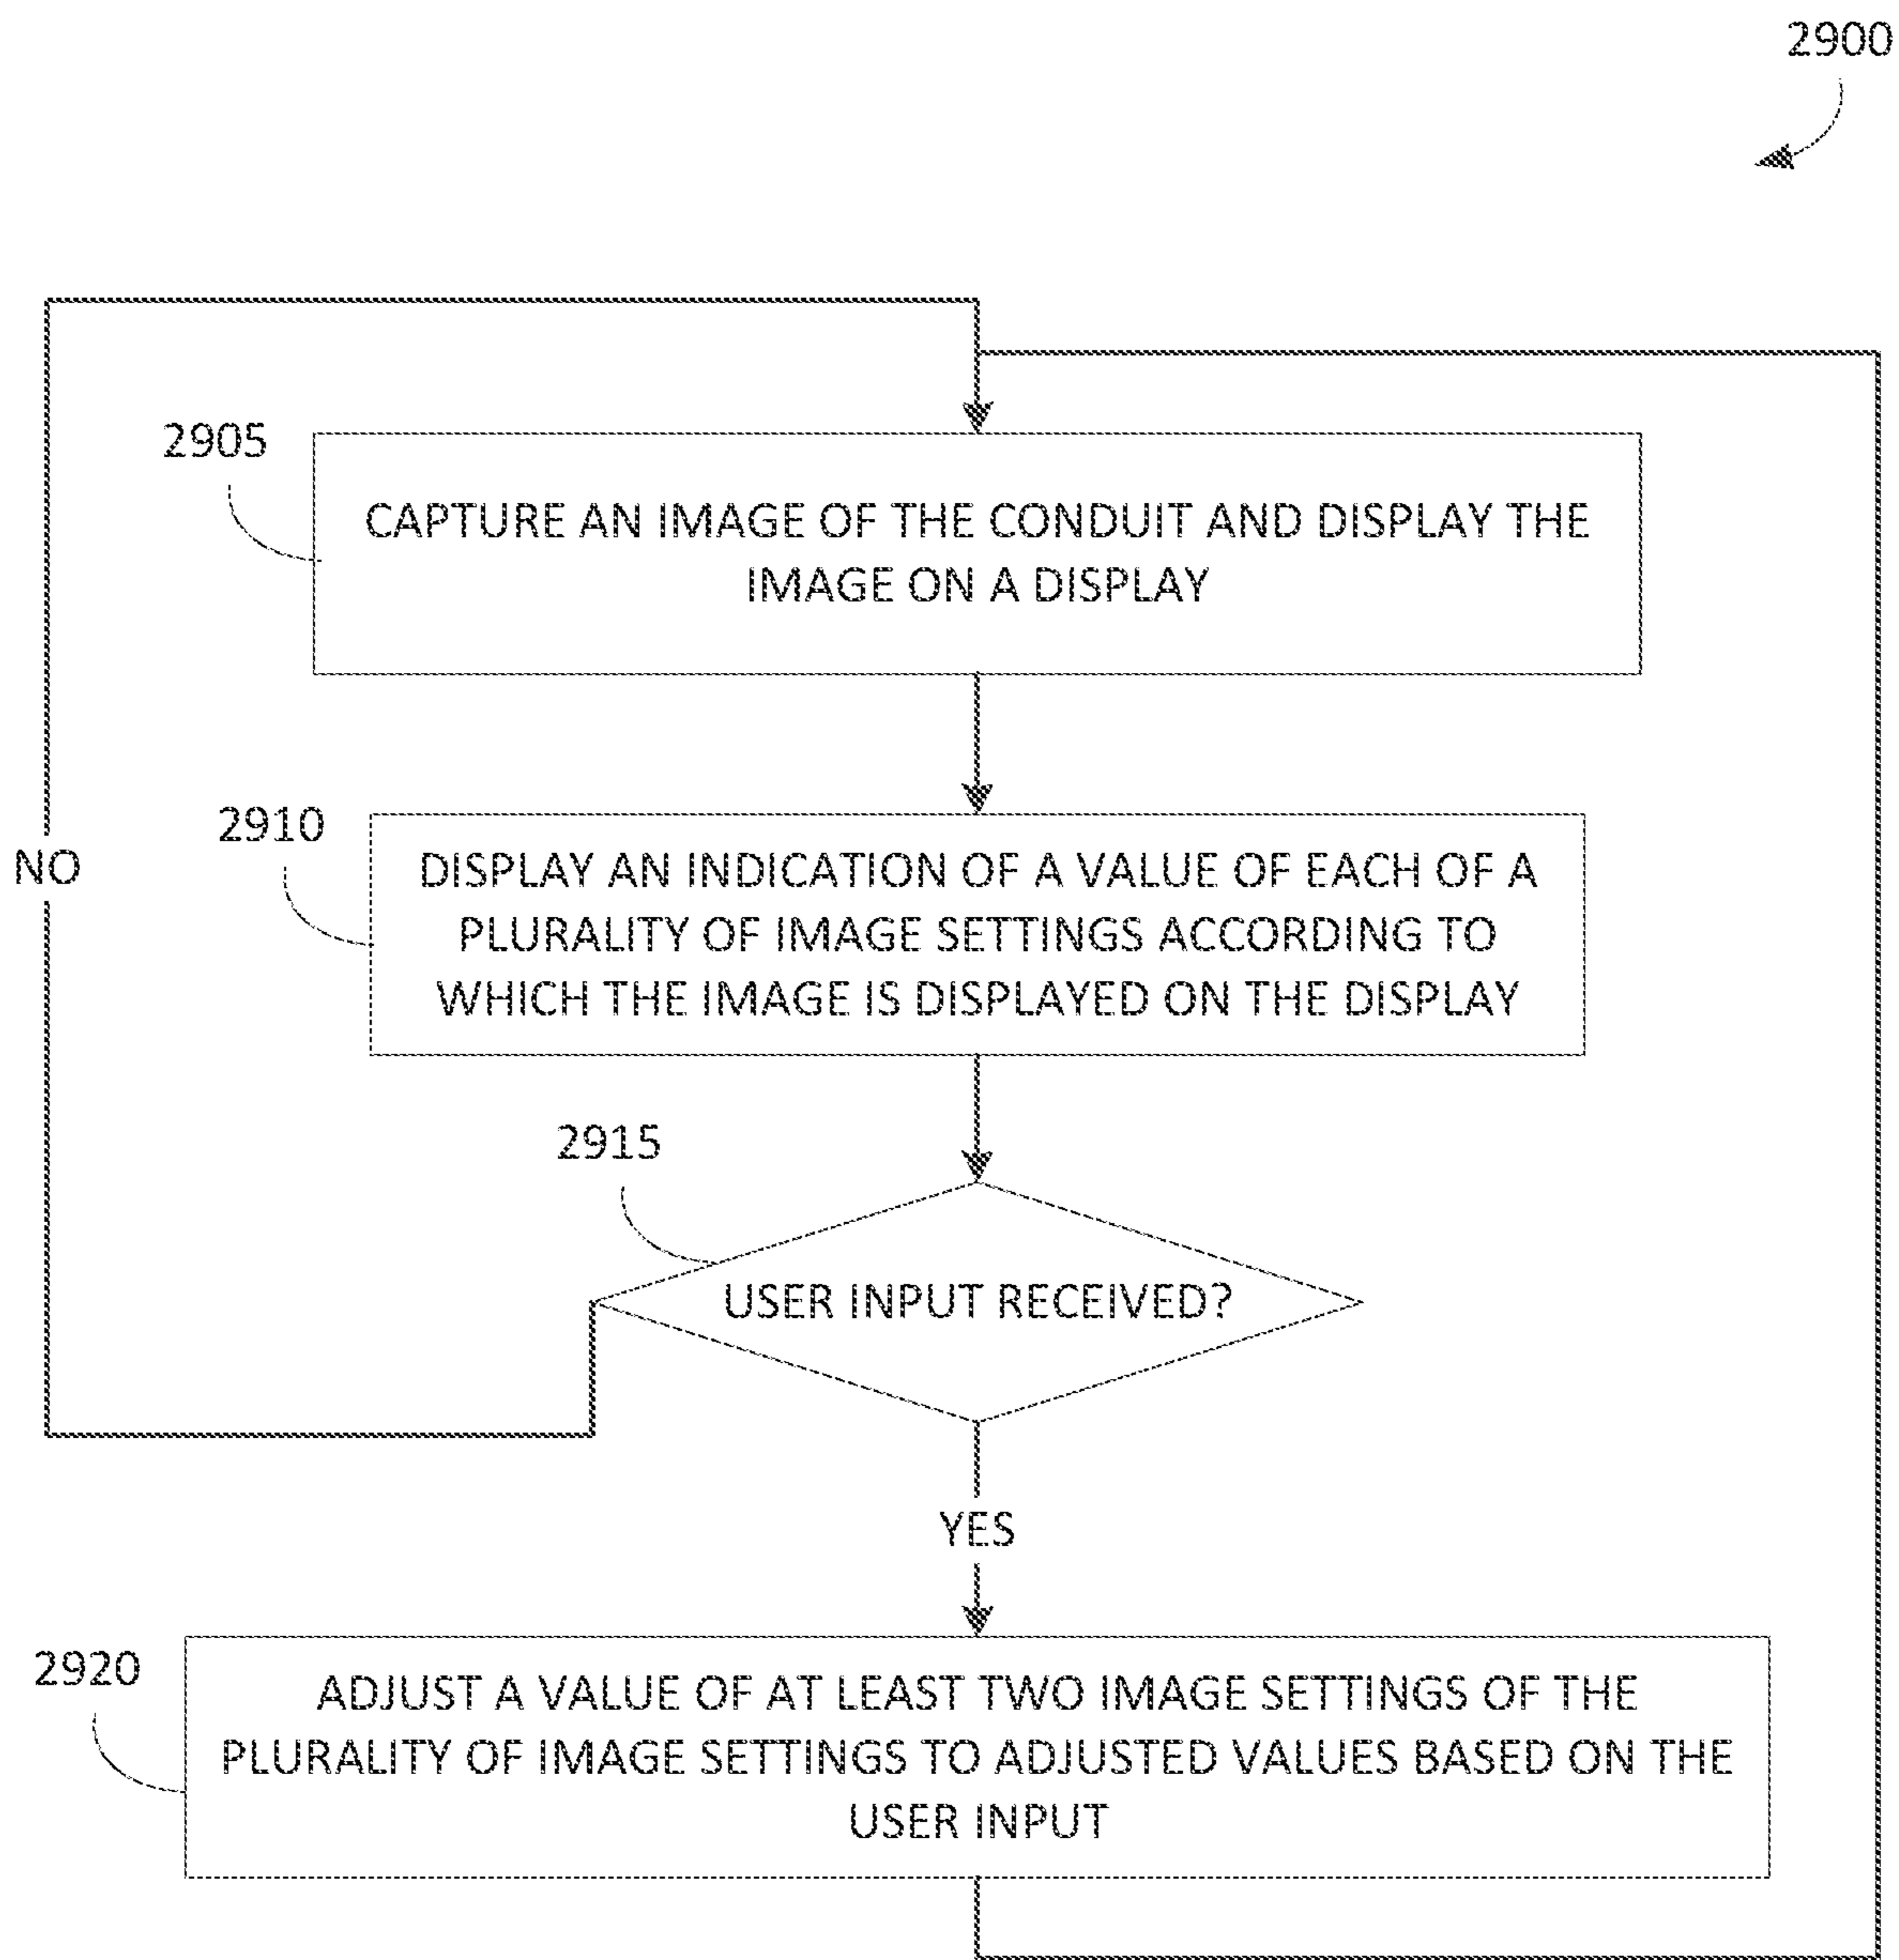 2900
2905
CAPTURE AN IMAGE OF THE CONDUIT AND DISPLAY THE
IMAGE ON A DISPLAY
2910
NO
DISPLAY AN INDICATION OF A VALUE OF EACH OF A
PLURALITY OF IMAGE SETTINGS ACCORDING TO
WHICH THE IMAGE IS DISPLAYED ON THE DISPLAY
2915
USER INPUT RECEIVED?
YES
2920
ADJUST A VALUE OF AT LEAST TWO IMAGE SETTINGS OF THE
PLURALITY OF IMAGE SETTINGS TO ADJUSTED VALUES BASED ON THE
USER INPUT